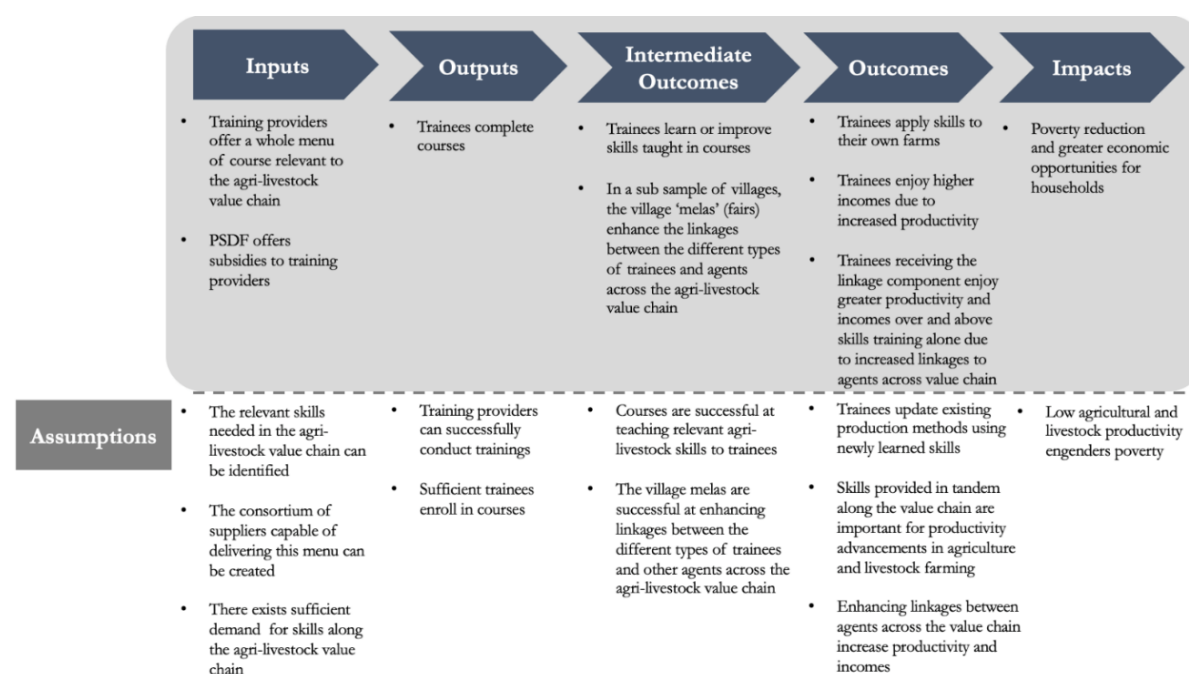 Inputs
Outputs
Intermediate
Outcomes
Outcomes
Impacts
• Training providers
offer a whole menu
of course relevant to
the agri-livestock
value chain
• PSDF offers
subsidies to training
providers
• Trainees complete
courses
• Trainees learn or improve
skills taught in courses
• In a sub sample of villages,
the village ‘melas’ (fairs)
enhance the linkages
between the different types
of trainees and agents
across the agri-livestock
value chain
• Trainees apply skills to
their own farms
• Trainees enjoy higher
incomes due to
increased productivity
• Trainees receiving the
linkage component enjoy
greater productivity and
incomes over and above
skills training alone due
to increased linkages to
agents across value chain
• Poverty reduction
and greater economic
opportunities for
households
Assumptions
• The relevant skills
needed in the agri-
livestock value chain can
be identified
• The consortium of
suppliers capable of
delivering this menu can
be created
• There exists sufficient
demand for skills along
the agri-livestock value
chain
• Training providers
can successfully
conduct trainings
• Sufficient trainees
enroll in courses
• Courses are successful at
teaching relevant agri-
livestock skills to trainees
• The village melas are
successful at enhancing
linkages between the
different types of trainees
and other agents across the
agri-livestock value chain
• Trainees update existing
production methods using
newly learned skills
• Skills provided in tandem
along the value chain are
important for productivity
advancements in agriculture
and livestock farming
• Enhancing linkages between
agents across the value chain
increase productivity and
incomes
• Low agricultural and
livestock productivity
engenders poverty